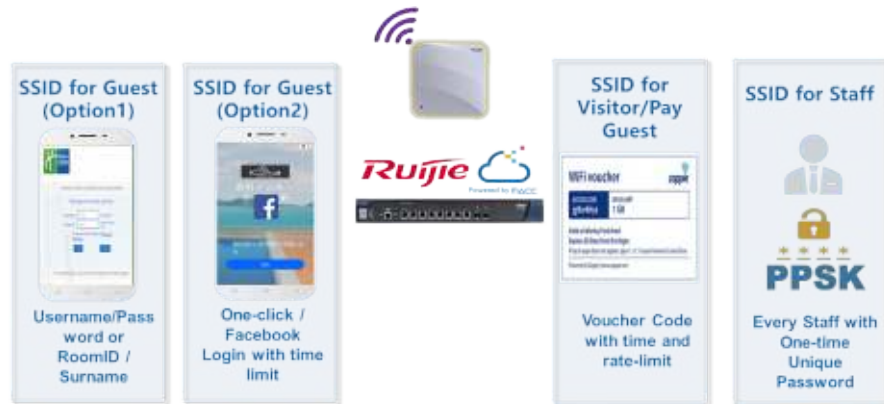 SSID for Guest
(Option1)
Username/Pass
word or
RoomID /
Surname
SSID for Guest
(Option2)
One-click /
Facebook
Login with time
limit
Ruijie
Powered by
SSID for
Visitor/Pay
Guest
WiFi voucher
Voucher Code
with time and
rate-limit
SSID for Staff
* * * *
PPSK
Every Staff with
One-time
Unique
Password